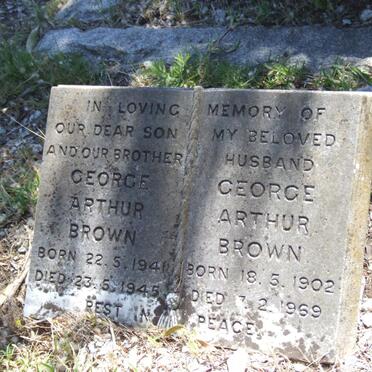 IN LOVING MEMORY OF
OUR DEAR SON
AND OUR BROTHER
GEORGE
ARTHUR
BROWN
BORN 22.5.1941
DIED 23.5.1945
MY BELOVED
HUSBAND
GEORGE
ARTHUR
BROWN
BORN 18.5.1902
DIED 7.2.1969
REST IN PEACE